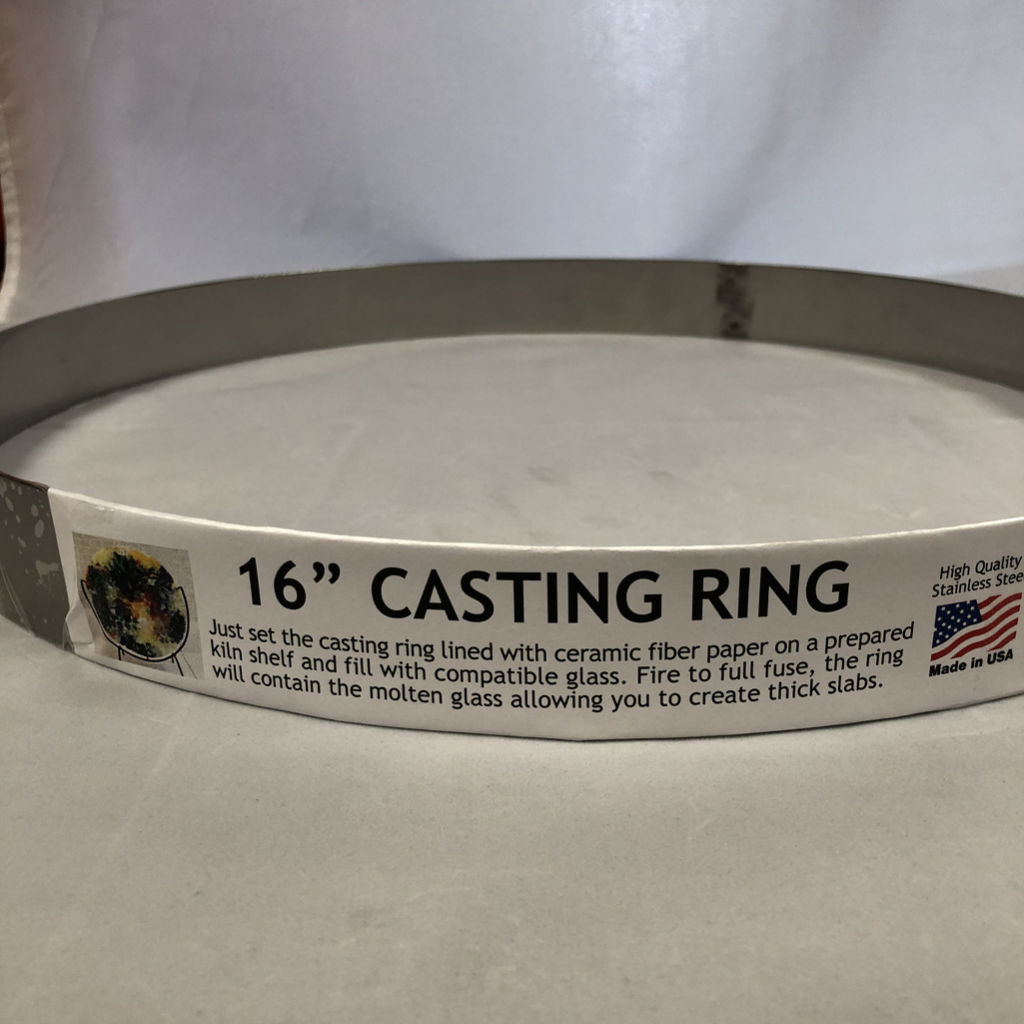 16” CASTING RING
Just set the casting ring lined with ceramic fiber paper on a prepared
kiln shelf and fill with compatible glass. Fire to full fuse, the ring
will contain the molten glass allowing you to create thick slabs.
High Quality
Stainless Stee
Made in USA